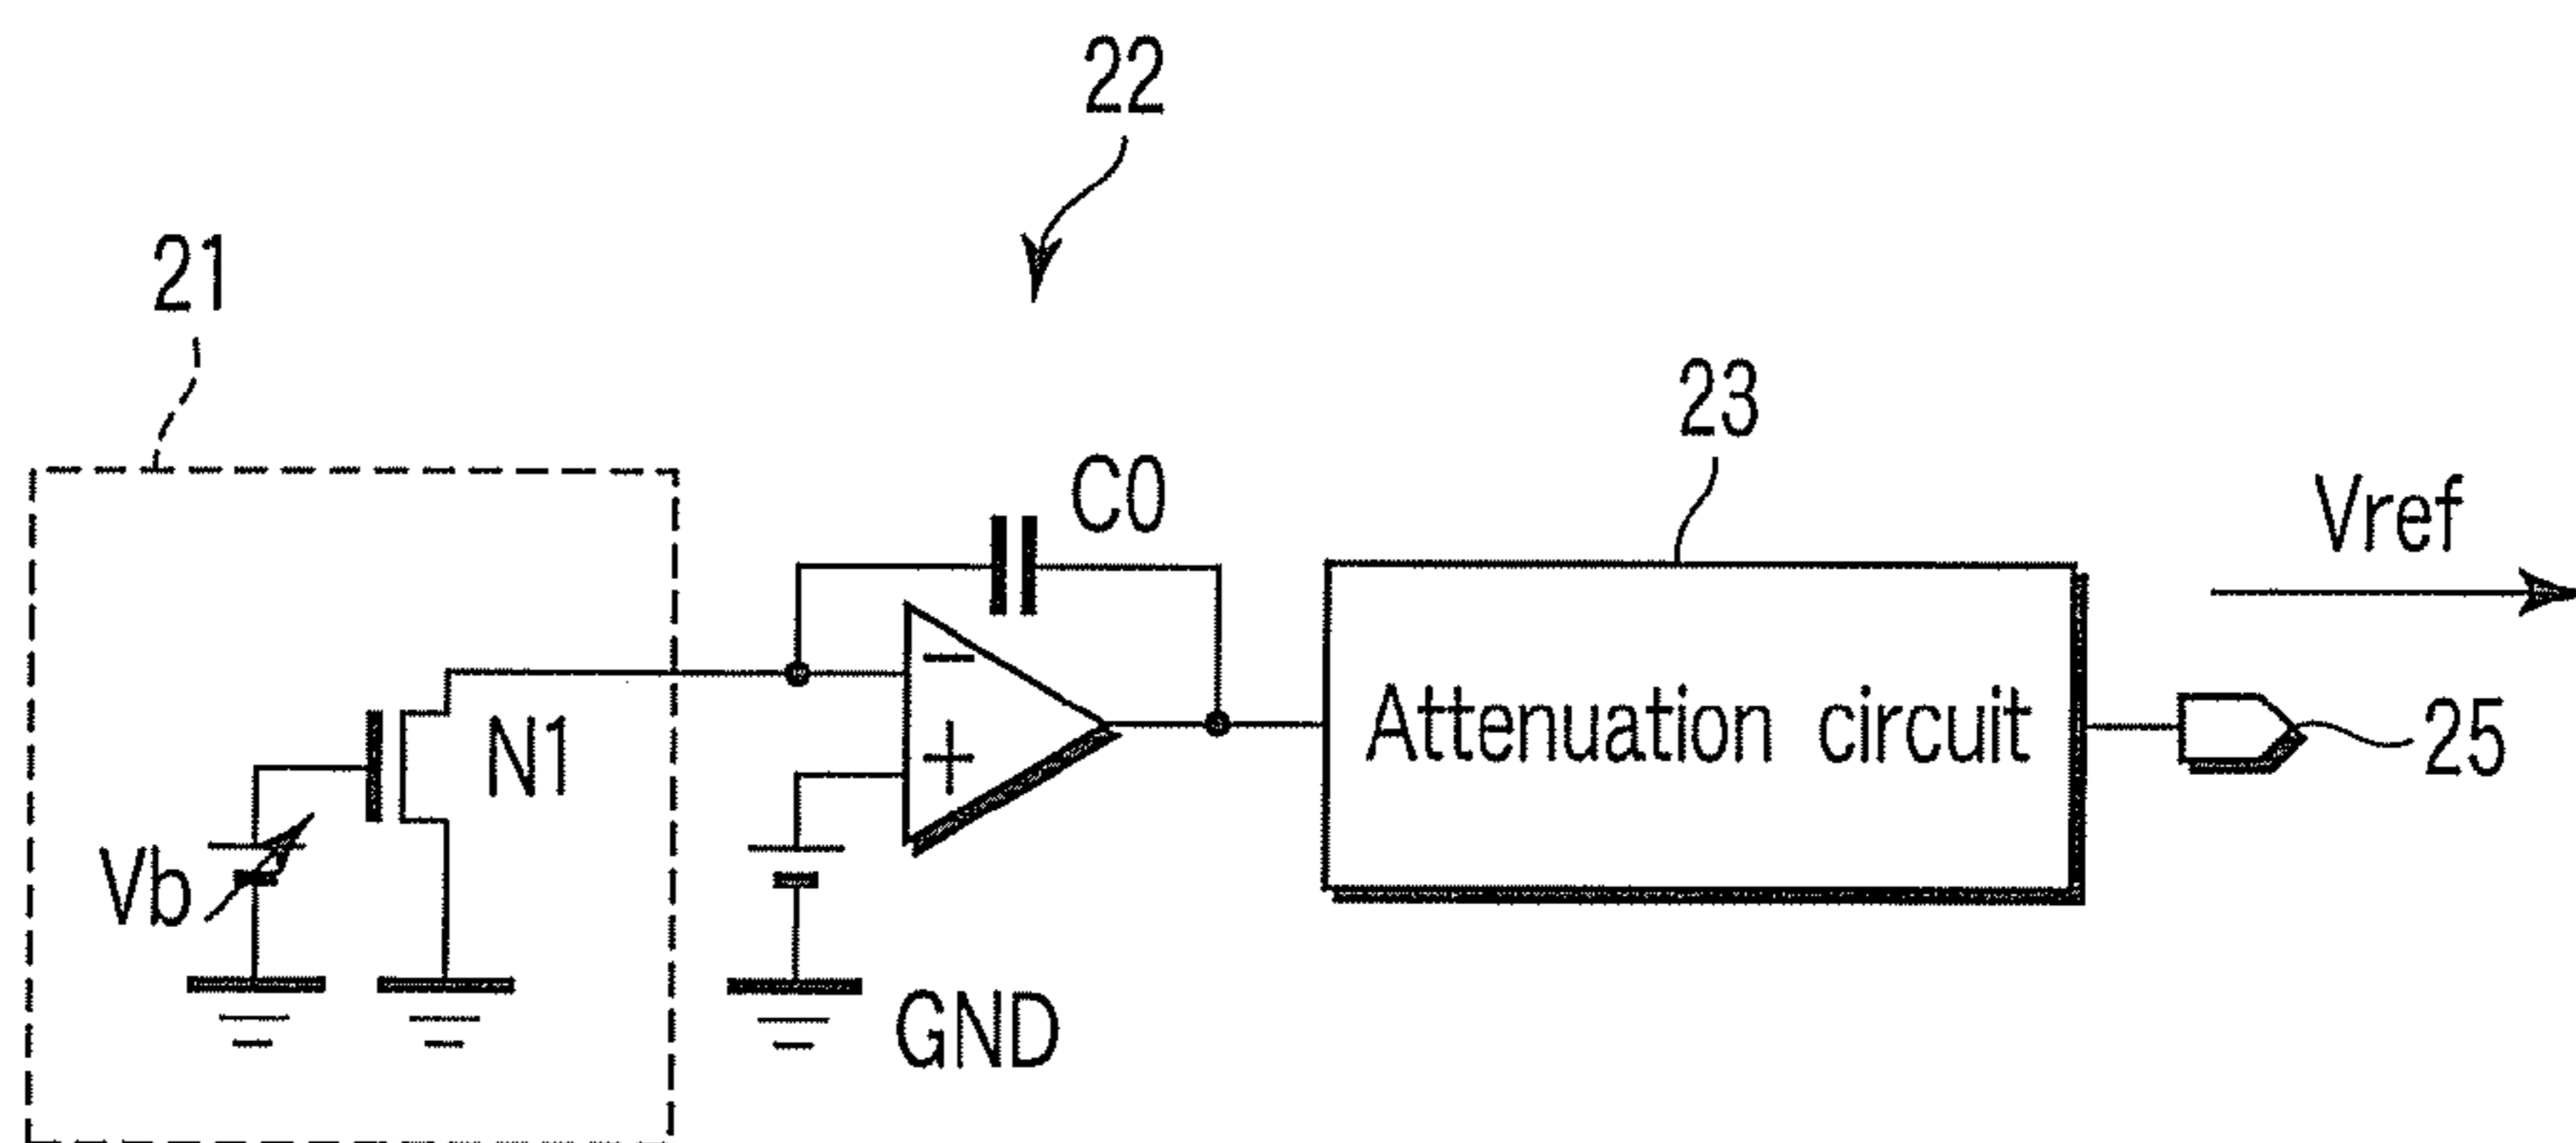 22
21
23
C0
Vref
N1
Attenuation circuit
25
Vb
GND